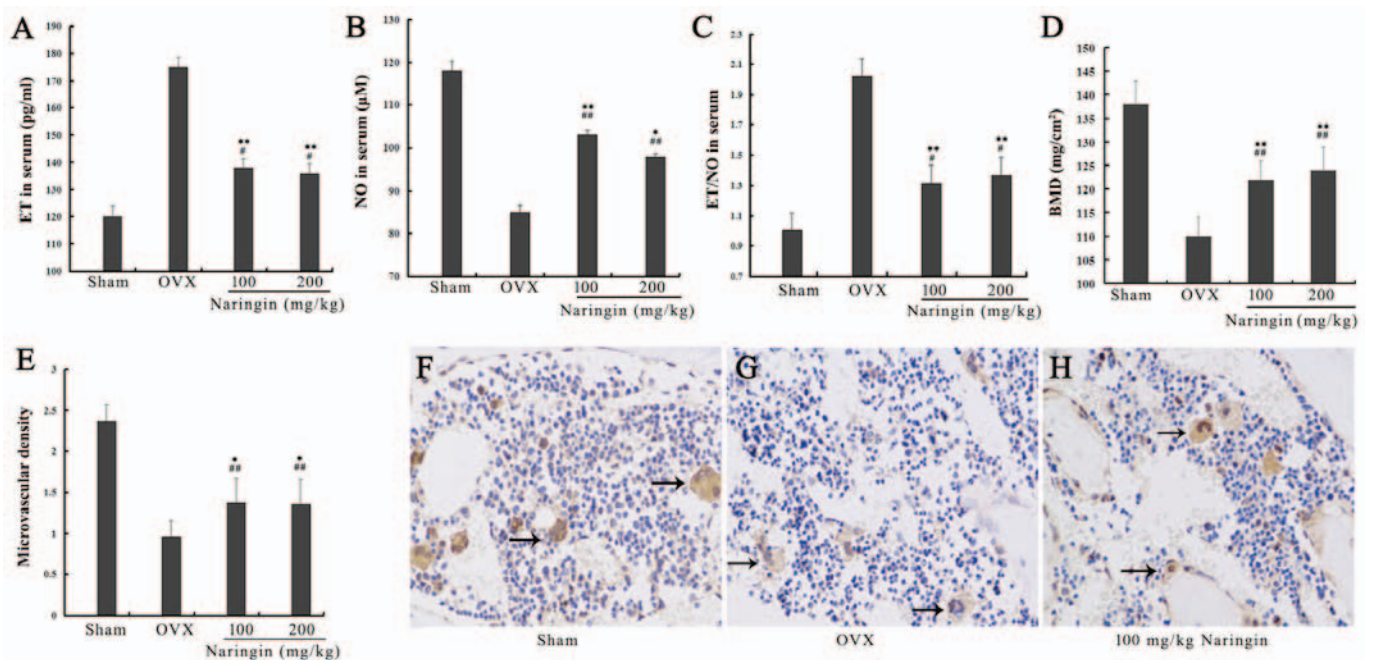 A
ET in serum (pg/ml)
190
180
170
160
150
140
130
120
110
100
**
#
**
#
Sham OVX 100 200
Naringin (mg/kg)
B
NO in serum (μM)
130
120
110
100
90
80
70
**
##
*
##
Sham OVX 100 200
Naringin (mg/kg)
C
ET/NO in serum
2.3
2.1
1.9
1.7
1.5
1.3
1.1
0.9
0.7
**
#
**
#
Sham OVX 100 200
Naringin (mg/kg)
D
BMD (mg/cm²)
150
145
140
135
130
125
120
115
110
105
100
**
##
**
##
Sham OVX 100 200
Naringin (mg/kg)
E
Microvascular density
3
2.5
2
1.5
1
0.5
0
*
##
*
##
Sham OVX 100 200
Naringin (mg/kg)
F
Sham
G
OVX
H
100 mg/kg Naringin